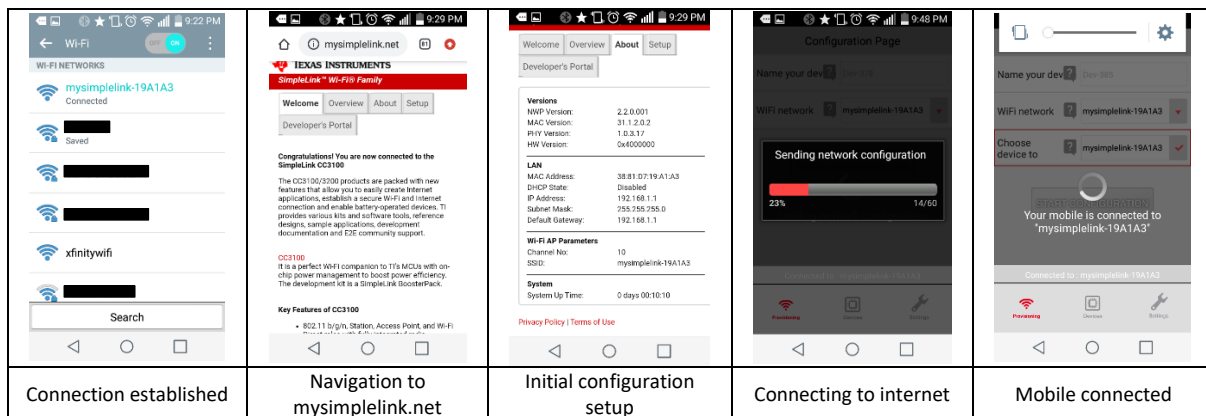 9:22 PM
Wi-Fi
OFF ON
WI-FI NETWORKS
mysimplelink-19A1A3
Connected
Saved
xfinitywifi
Search
Connection established
9:29 PM
mysimplelink.net
81
TEXAS INSTRUMENTS
SimpleLink™ Wi-Fi® Family
Welcome Overview About Setup
Developer's Portal
Congratulations! You are now connected to the
SimpleLink CC3100
The CC3100/3200 products are packed with new
features that allow you to easily create Internet
applications, establish a secure Wi-Fi and Internet
connection and enable battery-operated devices. TI
provides various kits and software tools, reference
designs, sample applications, development
documentation and E2E community support.
CC3100
It is a perfect Wi-Fi companion to TI's MCUs with on-
chip power management to boost power efficiency.
The development kit is a SimpleLink BoosterPack.
Key Features of CC3100
• 802.11 b/g/n, Station, Access Point, and Wi-Fi
Navigation to
mysimplelink.net
9:29 PM
Welcome Overview About Setup
Developer's Portal
Versions
NWP Version: 2.2.0.001
MAC Version: 31.1.2.0.2
PHY Version: 1.0.3.17
HW Version: 0x4000000
LAN
MAC Address: 38:81:D7:19:A1:A3
DHCP State: Disabled
IP Address: 192.168.1.1
Subnet Mask: 255.255.255.0
Default Gateway: 192.168.1.1
Wi-Fi AP Parameters
Channel No: 10
SSID: mysimplelink-19A1A3
System
System Up Time: 0 days 00:10:10
Privacy Policy | Terms of Use
Initial configuration
setup
9:48 PM
Configuration Page
Name your dev ?
WiFi network ? mysimplelink-19A1A3
Sending network configuration
23% 14/60
Connected to : mysimplelink-19A1A3
Provisioning Devices Settings
Connecting to internet
Name your dev ? Dev-385
WiFi network ? mysimplelink-19A1A3
Choose
device to ? mysimplelink-19A1A3
START CONFIGURATION
Your mobile is connected to
"mysimplelink-19A1A3"
Connected to : mysimplelink-19A1A3
Provisioning Devices Settings
Mobile connected